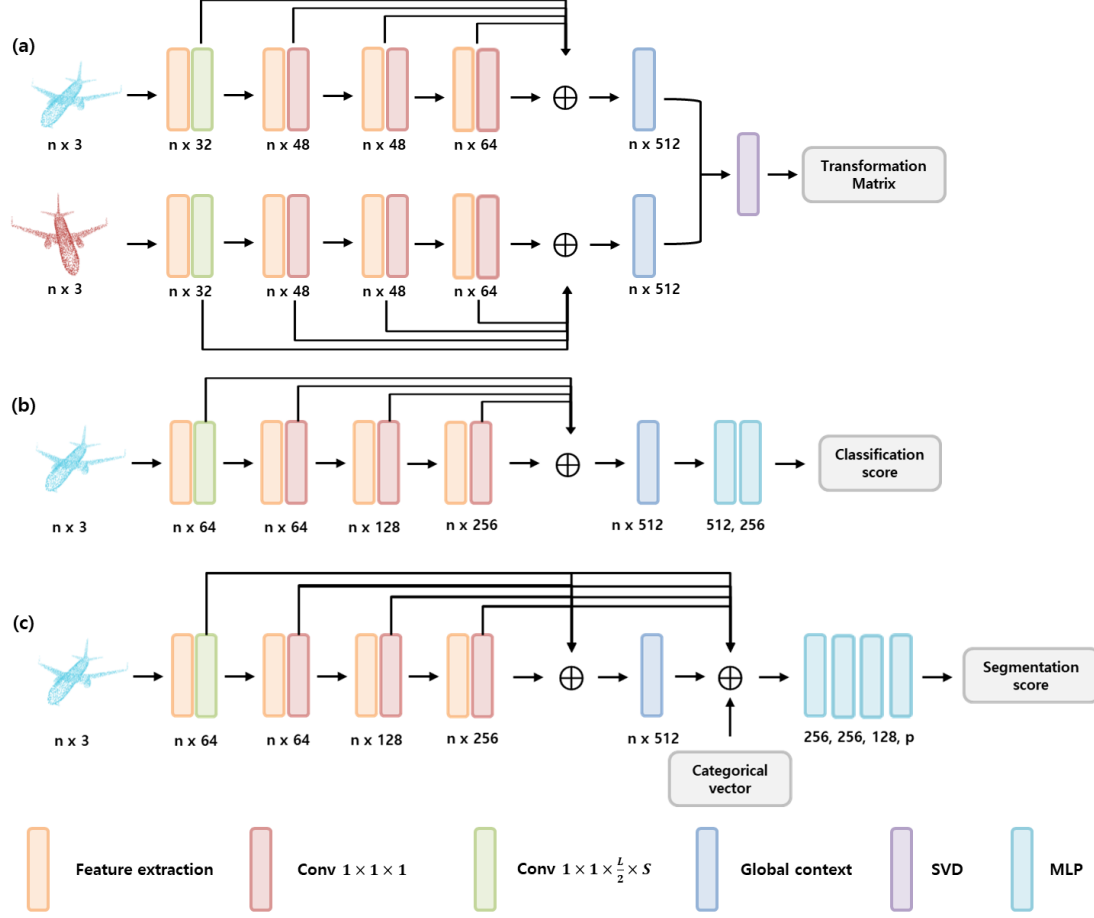 (a)
n x 3
n x 32
n x 48
n x 48
n x 64
n x 512
Transformation
Matrix
n x 3
n x 32
n x 48
n x 48
n x 64
n x 512
(b)
n x 3
n x 64
n x 64
n x 128
n x 256
n x 512
512, 256
Classification
score
(c)
n x 3
n x 64
n x 64
n x 128
n x 256
n x 512
256, 256, 128, p
Segmentation
score
Categorical
vector
Feature extraction
Conv 1 × 1 × 1
Conv 1 × 1 × L/2 × S
Global context
SVD
MLP